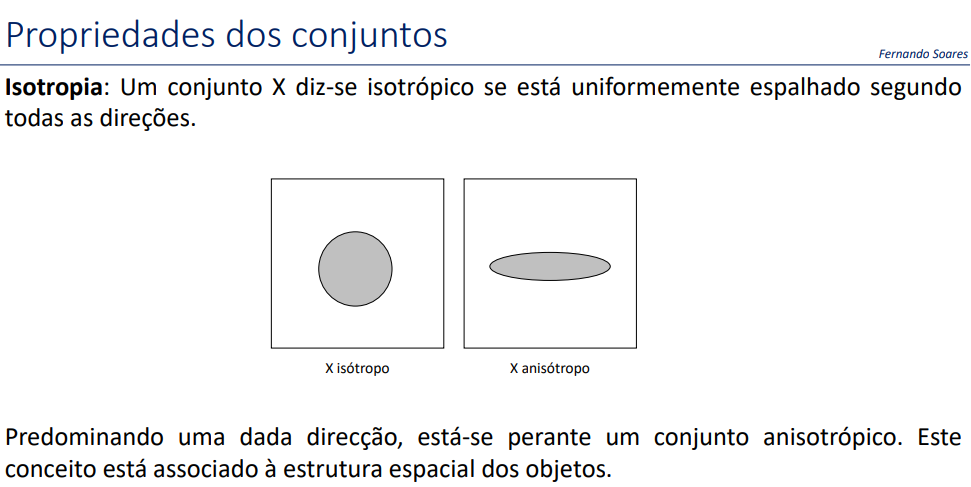 Propriedades dos conjuntos
Fernando Soares
Isotropia: Um conjunto X diz-se isotrópico se está uniformemente espalhado segundo
todas as direções.
X isótropo
X anisótropo
Predominando uma dada direcção, está-se perante um conjunto anisotrópico. Este
conceito está associado à estrutura espacial dos objetos.